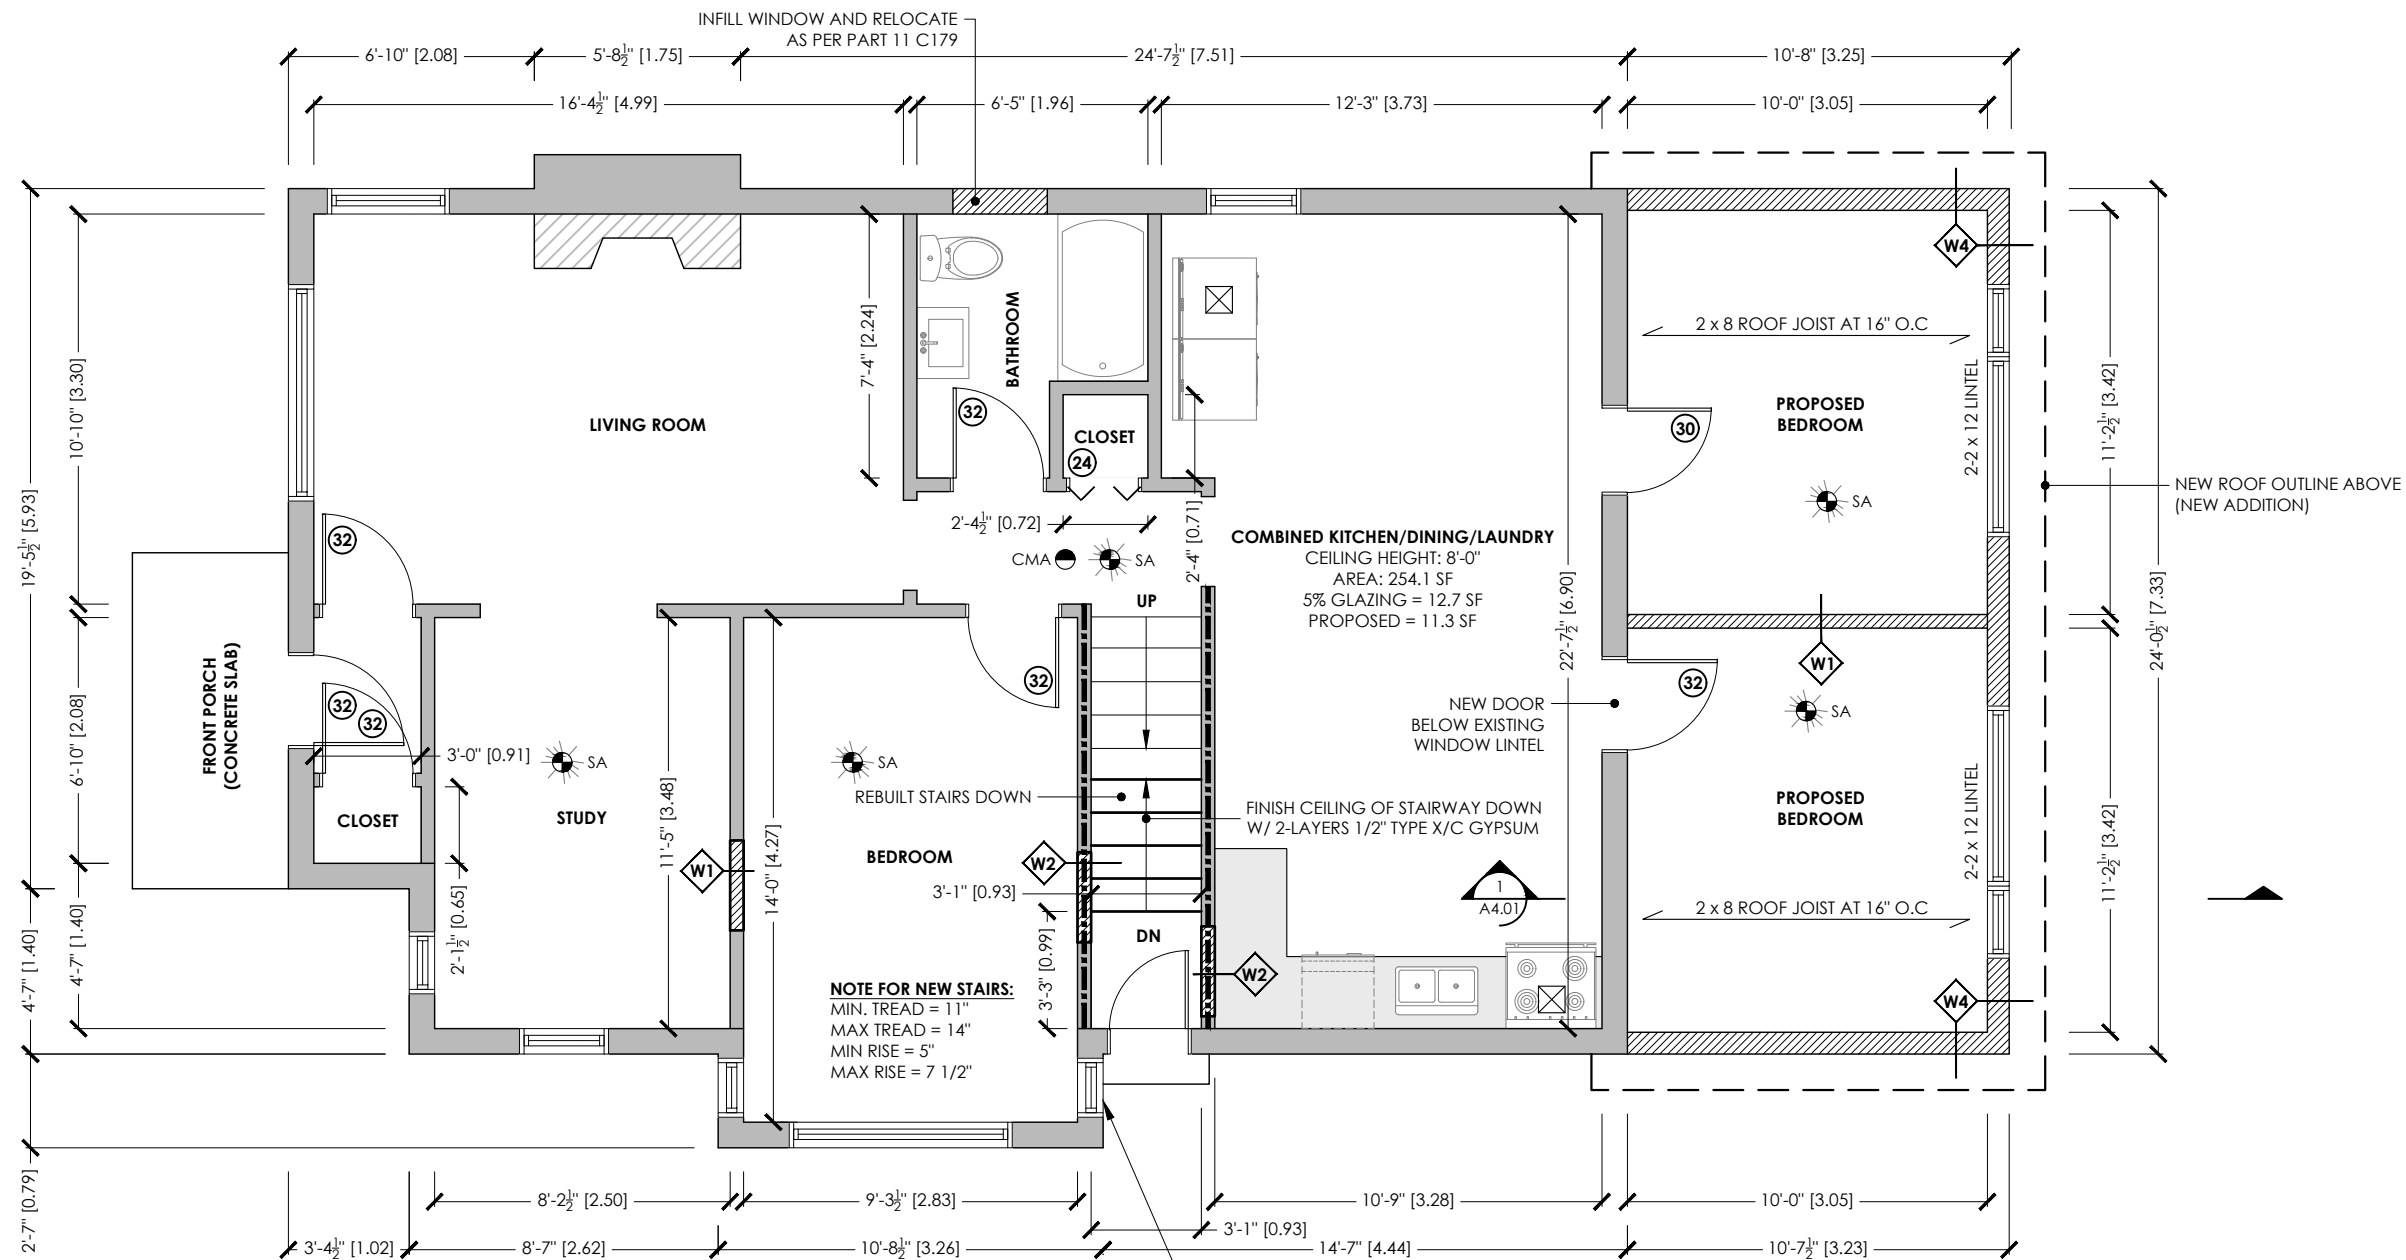 INFILL WINDOW AND RELOCATE
AS PER PART 11 C179
6'-10" [2.08]
5'-8½" [1.75]
24'-7½" [7.51]
10'-8" [3.25]
16'-4½" [4.99]
6'-5" [1.96]
12'-3" [3.73]
10'-0" [3.05]
W4
2 x 8 ROOF JOIST AT 16" O.C
7'-4" [2.24]
BATHROOM
32
LIVING ROOM
CLOSET
24
30
PROPOSED
BEDROOM
2-2 x 12 LINTEL
11'-2½" [3.42]
10'-10" [3.30]
19'-5½" [5.93]
SA
NEW ROOF OUTLINE ABOVE
(NEW ADDITION)
32
2'-4½" [0.72]
2'-4" [0.71]
CMA
SA
COMBINED KITCHEN/DINING/LAUNDRY
CEILING HEIGHT: 8'-0"
AREA: 254.1 SF
5% GLAZING = 12.7 SF
PROPOSED = 11.3 SF
UP
22'-7½" [6.90]
24'-0½" [7.33]
W1
FRONT PORCH
(CONCRETE SLAB)
6'-10" [2.08]
32
32
32
32
NEW DOOR
BELOW EXISTING
WINDOW LINTEL
SA
3'-0" [0.91]
SA
SA
REBUILT STAIRS DOWN
FINISH CEILING OF STAIRWAY DOWN
W/ 2-LAYERS 1/2" TYPE X/C GYPSUM
PROPOSED
BEDROOM
2-2 x 12 LINTEL
11'-2½" [3.42]
CLOSET
STUDY
11'-5" [3.48]
14'-0" [4.27]
W1
BEDROOM
W2
3'-1" [0.93]
1
A4.01
2 x 8 ROOF JOIST AT 16" O.C
4'-7" [1.40]
4'-7" [1.40]
2'-1½" [0.65]
3'-3" [0.99]
DN
W2
W4
NOTE FOR NEW STAIRS:
MIN. TREAD = 11"
MAX TREAD = 14"
MIN RISE = 5"
MAX RISE = 7 1/2"
2'-7" [0.79]
8'-2½" [2.50]
9'-3½" [2.83]
10'-9" [3.28]
10'-0" [3.05]
3'-1" [0.93]
3'-4½" [1.02]
8'-7" [2.62]
10'-8½" [3.26]
14'-7" [4.44]
10'-7½" [3.23]